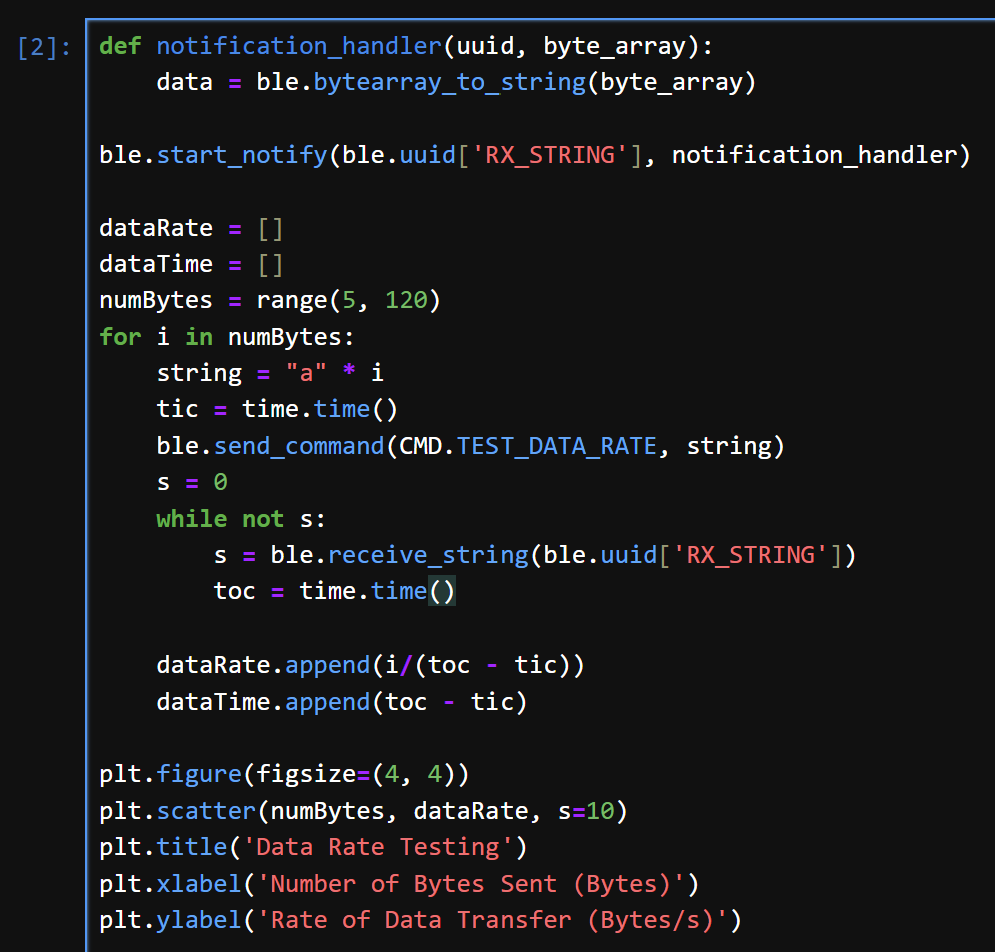 [2]: def notification_handler(uuid, byte_array):
    data = ble.bytearray_to_string(byte_array)
ble.start_notify(ble.uuid['RX_STRING'], notification_handler)
dataRate = []
dataTime = []
numBytes = range(5, 120)
for i in numBytes:
    string = "a" * i
    tic = time.time()
    ble.send_command(CMD.TEST_DATA_RATE, string)
    s = 0
    while not s:
        s = ble.receive_string(ble.uuid['RX_STRING'])
        toc = time.time()
    dataRate.append(i/(toc - tic))
    dataTime.append(toc - tic)
plt.figure(figsize=(4, 4))
plt.scatter(numBytes, dataRate, s=10)
plt.title('Data Rate Testing')
plt.xlabel('Number of Bytes Sent (Bytes)')
plt.ylabel('Rate of Data Transfer (Bytes/s)')